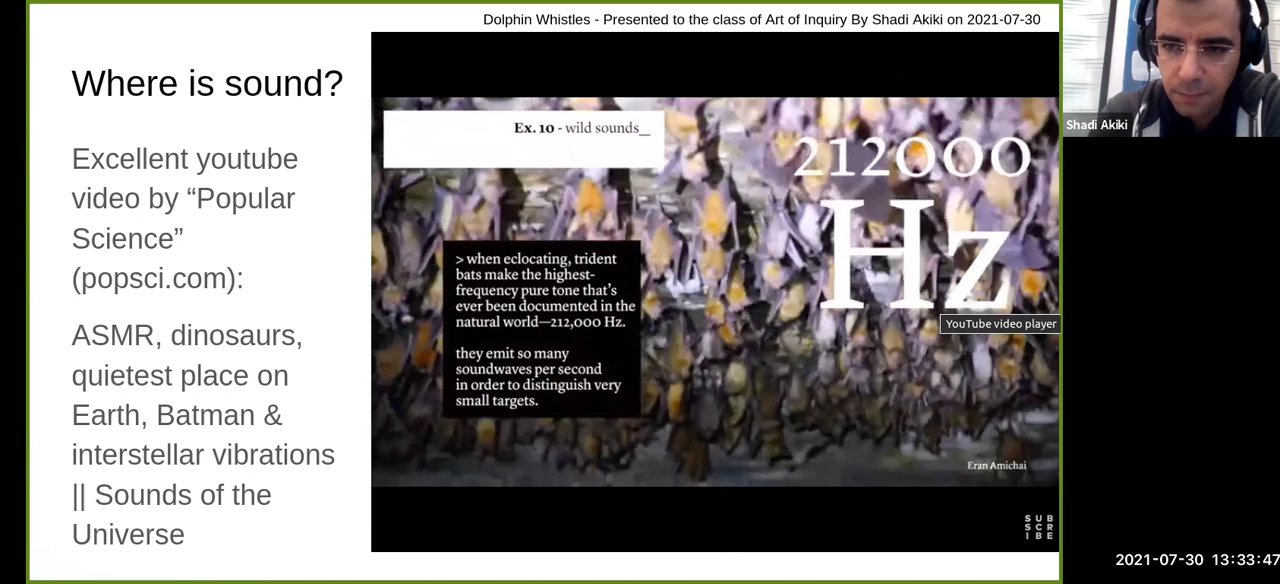 Dolphin Whistles - Presented to the class of Art of Inquiry By Shadi Akiki on 2021-07-30
Where is sound?
Excellent youtube
video by “Popular
Science”
(popsci.com):
ASMR, dinosaurs,
quietest place on
Earth, Batman &
interstellar vibrations
|| Sounds of the
Universe
Ex. 10 - wild sounds_
212000
Hz
> when eclocating, trident
bats make the highest-
frequency pure tone that’s
ever been documented in the
natural world—212,000 Hz.
they emit so many
soundwaves per second
in order to distinguish very
small targets.
YouTube video player
Eran Amichai
SUB
SCR
IBE
Shadi Akiki
2021-07-30 13:33:47